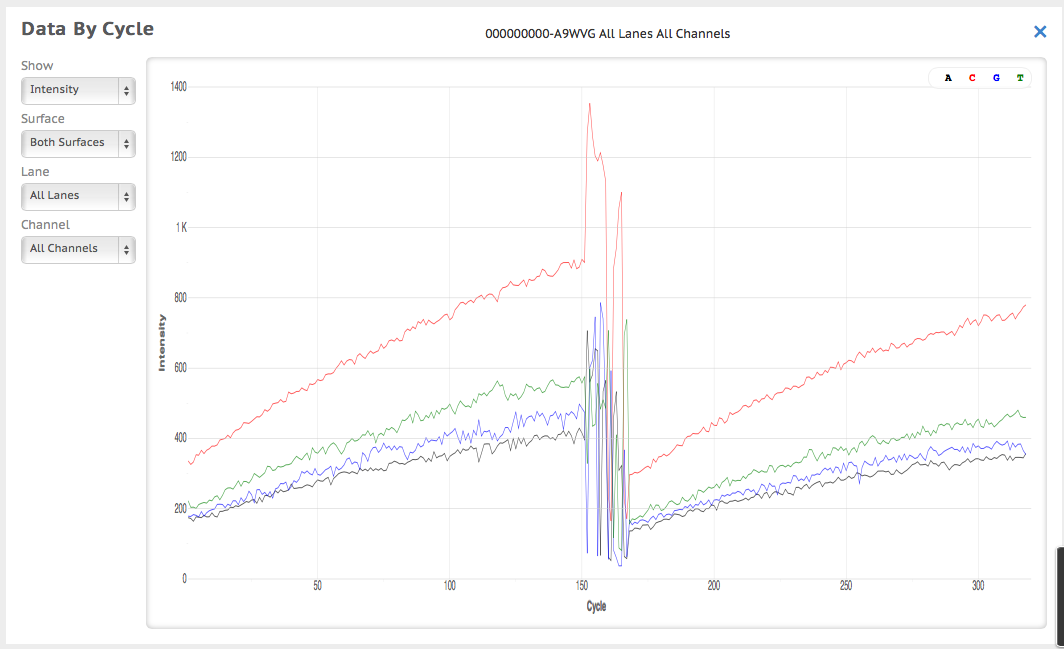 Data By Cycle
000000000-A9WVG All Lanes All Channels
Show
Intensity
Surface
Both Surfaces
Lane
All Lanes
Channel
All Channels
A C G T
1400
1200
1 K
800
600
400
200
0
Intensity
50 100 150 200 250 300
Cycle